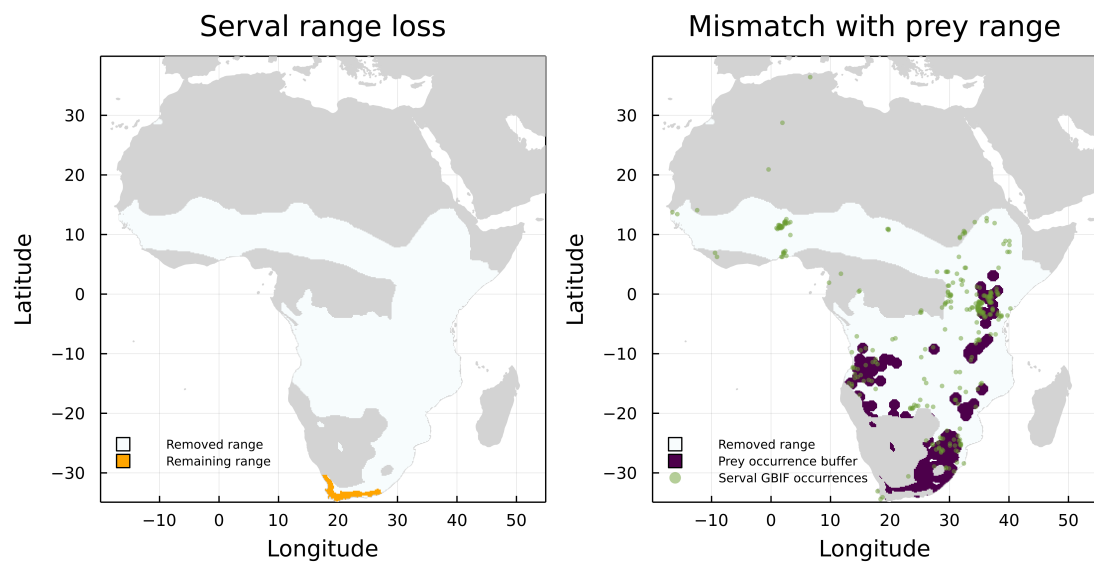 Serval range loss
Mismatch with prey range
Latitude
30
20
10
0
−10
−20
−30
Removed range
Remaining range
−10
0
10
20
30
40
50
Longitude
Latitude
30
20
10
0
−10
−20
−30
Removed range
Prey occurrence buffer
Serval GBIF occurrences
−10
0
10
20
30
40
50
Longitude